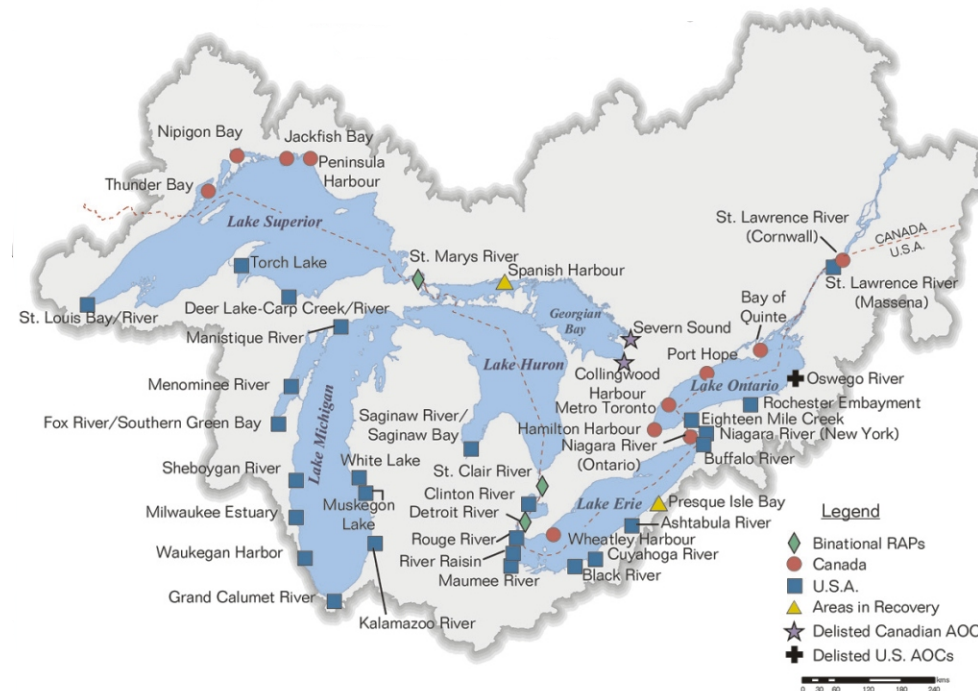 Nipigon Bay
Jackfish Bay
Peninsula
Harbour
Thunder Bay
Lake Superior
St. Lawrence River
(Cornwall)
CANADA
U.S.A.
St. Marys River
Spanish Harbour
Torch Lake
St. Lawrence River
(Massena)
Deer Lake-Carp Creek/River
St. Louis Bay/River
Georgian
Bay
Bay of
Quinte
Manistique River
Severn Sound
Port Hope
Lake Huron
Collingwood
Harbour
Lake Ontario
Oswego River
Menominee River
Metro Toronto
Rochester Embayment
Saginaw River/
Saginaw Bay
Fox River/Southern Green Bay
Lake Michigan
Hamilton Harbour
Eighteen Mile Creek
Niagara River
(Ontario)
Niagara River (New York)
Buffalo River
Sheboygan River
White Lake
St. Clair River
Clinton River
Lake Erie
Presque Isle Bay
Muskegon
Lake
Detroit River
Milwaukee Estuary
Ashtabula River
Rouge River
Wheatley Harbour
Waukegan Harbor
River Raisin
Cuyahoga River
Maumee River
Black River
Grand Calumet River
Kalamazoo River
Legend
Binational RAPs
Canada
U.S.A.
Areas in Recovery
Delisted Canadian AOC
Delisted U.S. AOCs
0 30 60 120 180 240 kms